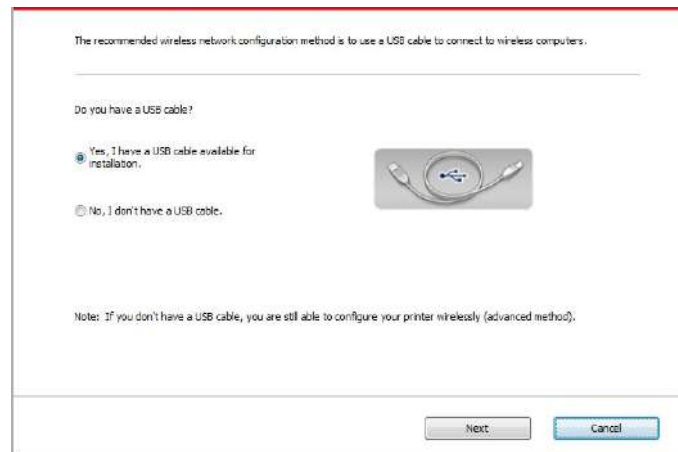 The recommended wireless network configuration method is to use a USB cable to connect to wireless computers.
Do you have a USB cable?
Yes, I have a USB cable available for
installation.
No, I don't have a USB cable.
Note: If you don't have a USB cable, you are still able to configure your printer wirelessly (advanced method).
Next
Cancel